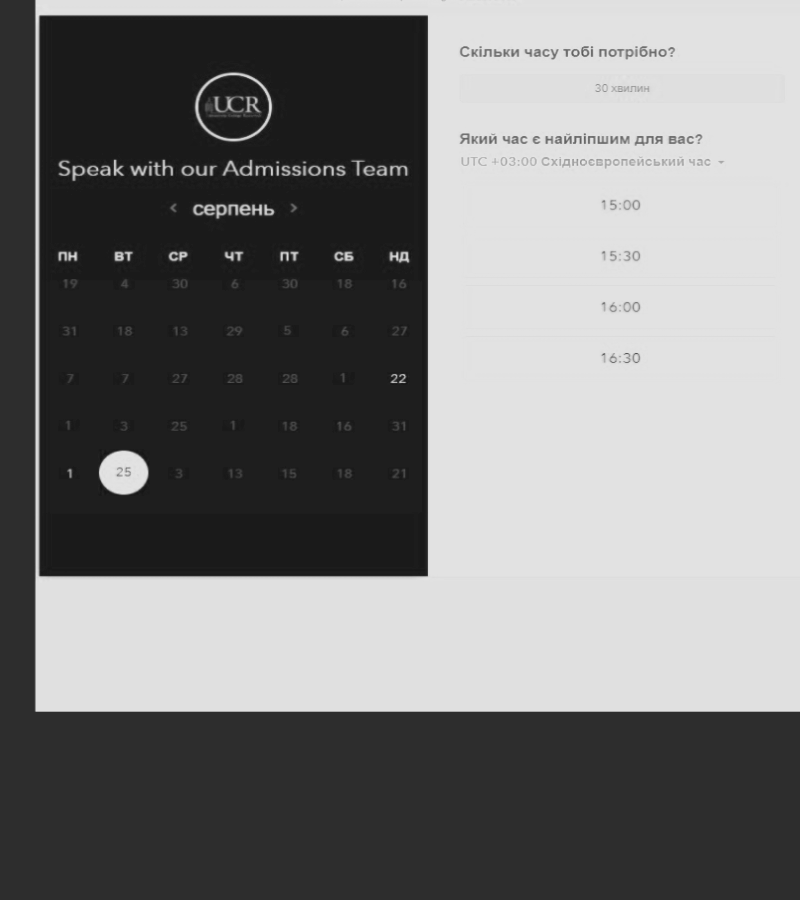 UCR
Speak with our Admissions Team
‹ серпень ›
ПН ВТ СР ЧТ ПТ СБ НД
19 4 30 6 30 18 16
31 18 13 29 5 6 27
7 7 27 28 28 1 22
1 3 25 1 18 16 31
1 25 3 13 15 18 21
Скільки часу тобі потрібно?
30 хвилин
Який час є найліпшим для вас?
UTC +03:00 Східноєвропейський час
15:00
15:30
16:00
16:30